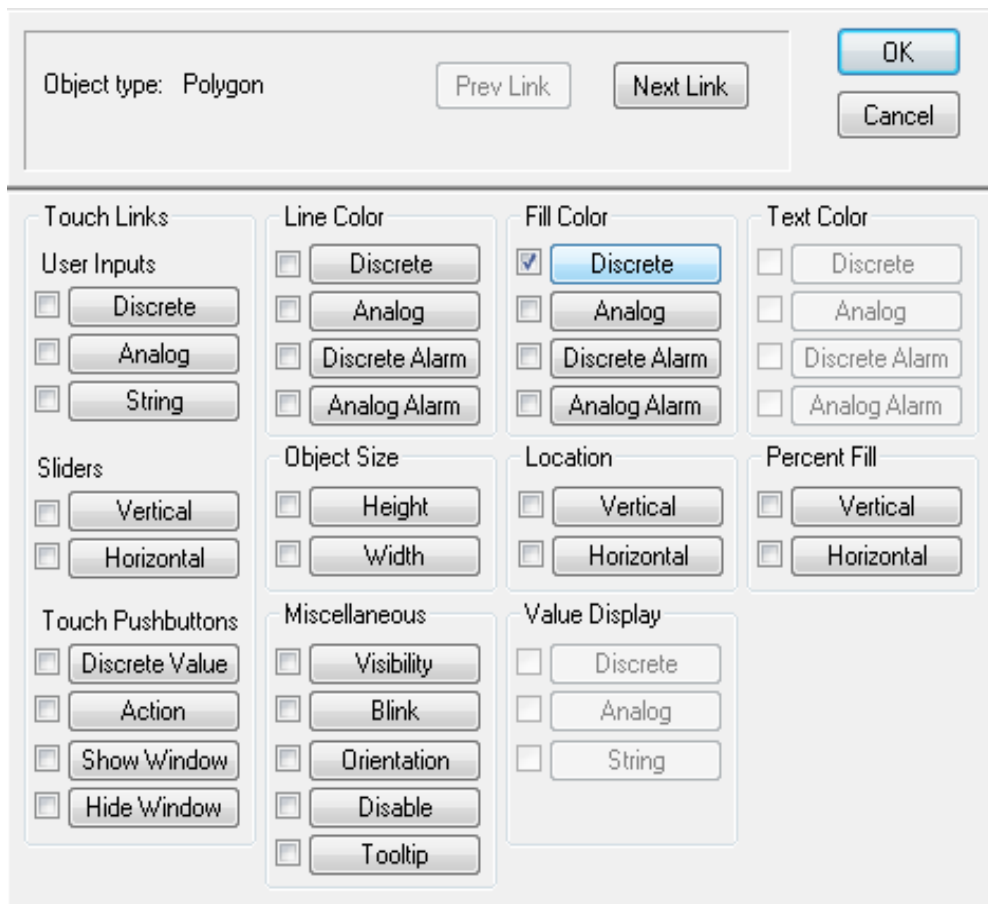 Object type: Polygon
Prev Link
Next Link
OK
Cancel
Touch Links
User Inputs
Discrete
Analog
String
Sliders
Vertical
Horizontal
Touch Pushbuttons
Discrete Value
Action
Show Window
Hide Window
Line Color
Discrete
Analog
Discrete Alarm
Analog Alarm
Object Size
Height
Width
Miscellaneous
Visibility
Blink
Orientation
Disable
Tooltip
Fill Color
Discrete
Analog
Discrete Alarm
Analog Alarm
Location
Vertical
Horizontal
Value Display
Discrete
Analog
String
Text Color
Discrete
Analog
Discrete Alarm
Analog Alarm
Percent Fill
Vertical
Horizontal